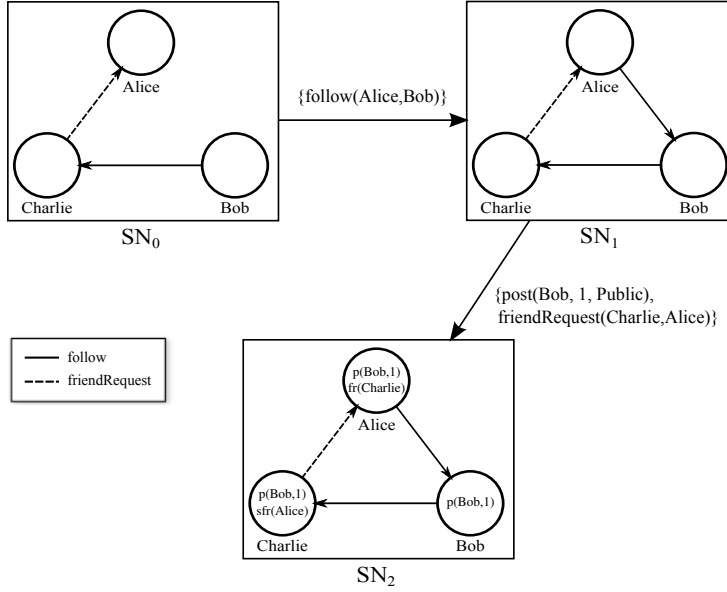 Alice
Charlie
Bob
SN0
{follow(Alice,Bob)}
Alice
Charlie
Bob
SN1
{post(Bob, 1, Public),
friendRequest(Charlie,Alice)}
follow
friendRequest
p(Bob,1)
fr(Charlie)
Alice
p(Bob,1)
sfr(Alice)
Charlie
p(Bob,1)
Bob
SN2